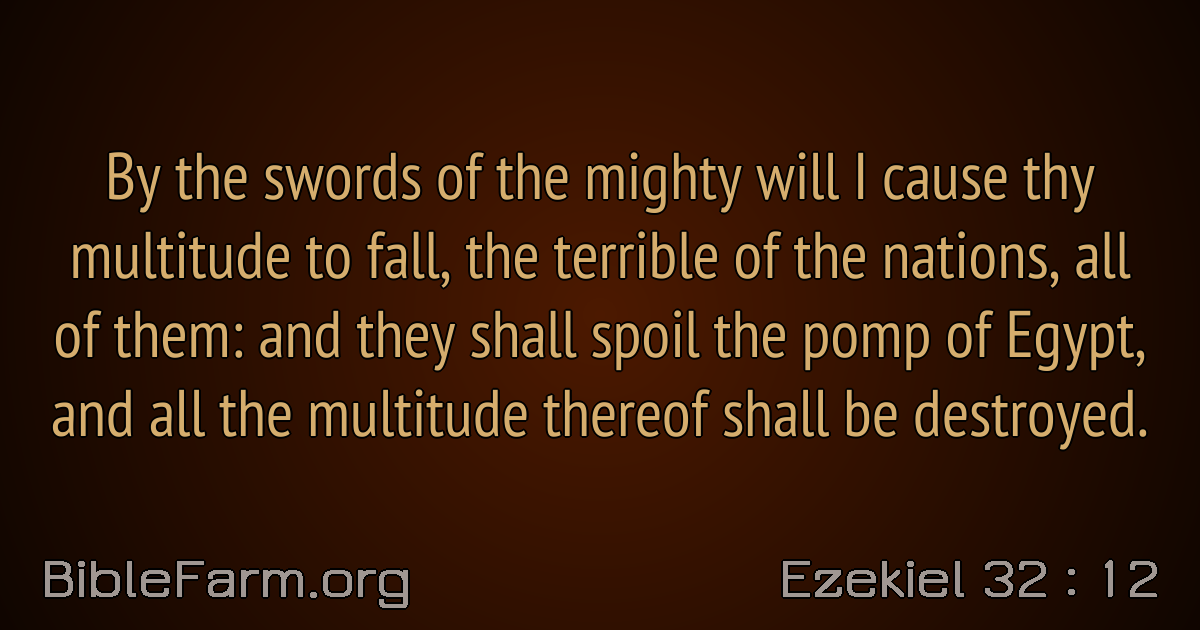 By the swords of the mighty will I cause thy
multitude to fall, the terrible of the nations, all
of them: and they shall spoil the pomp of Egypt,
and all the multitude thereof shall be destroyed.
BibleFarm.org
Ezekiel 32 : 12